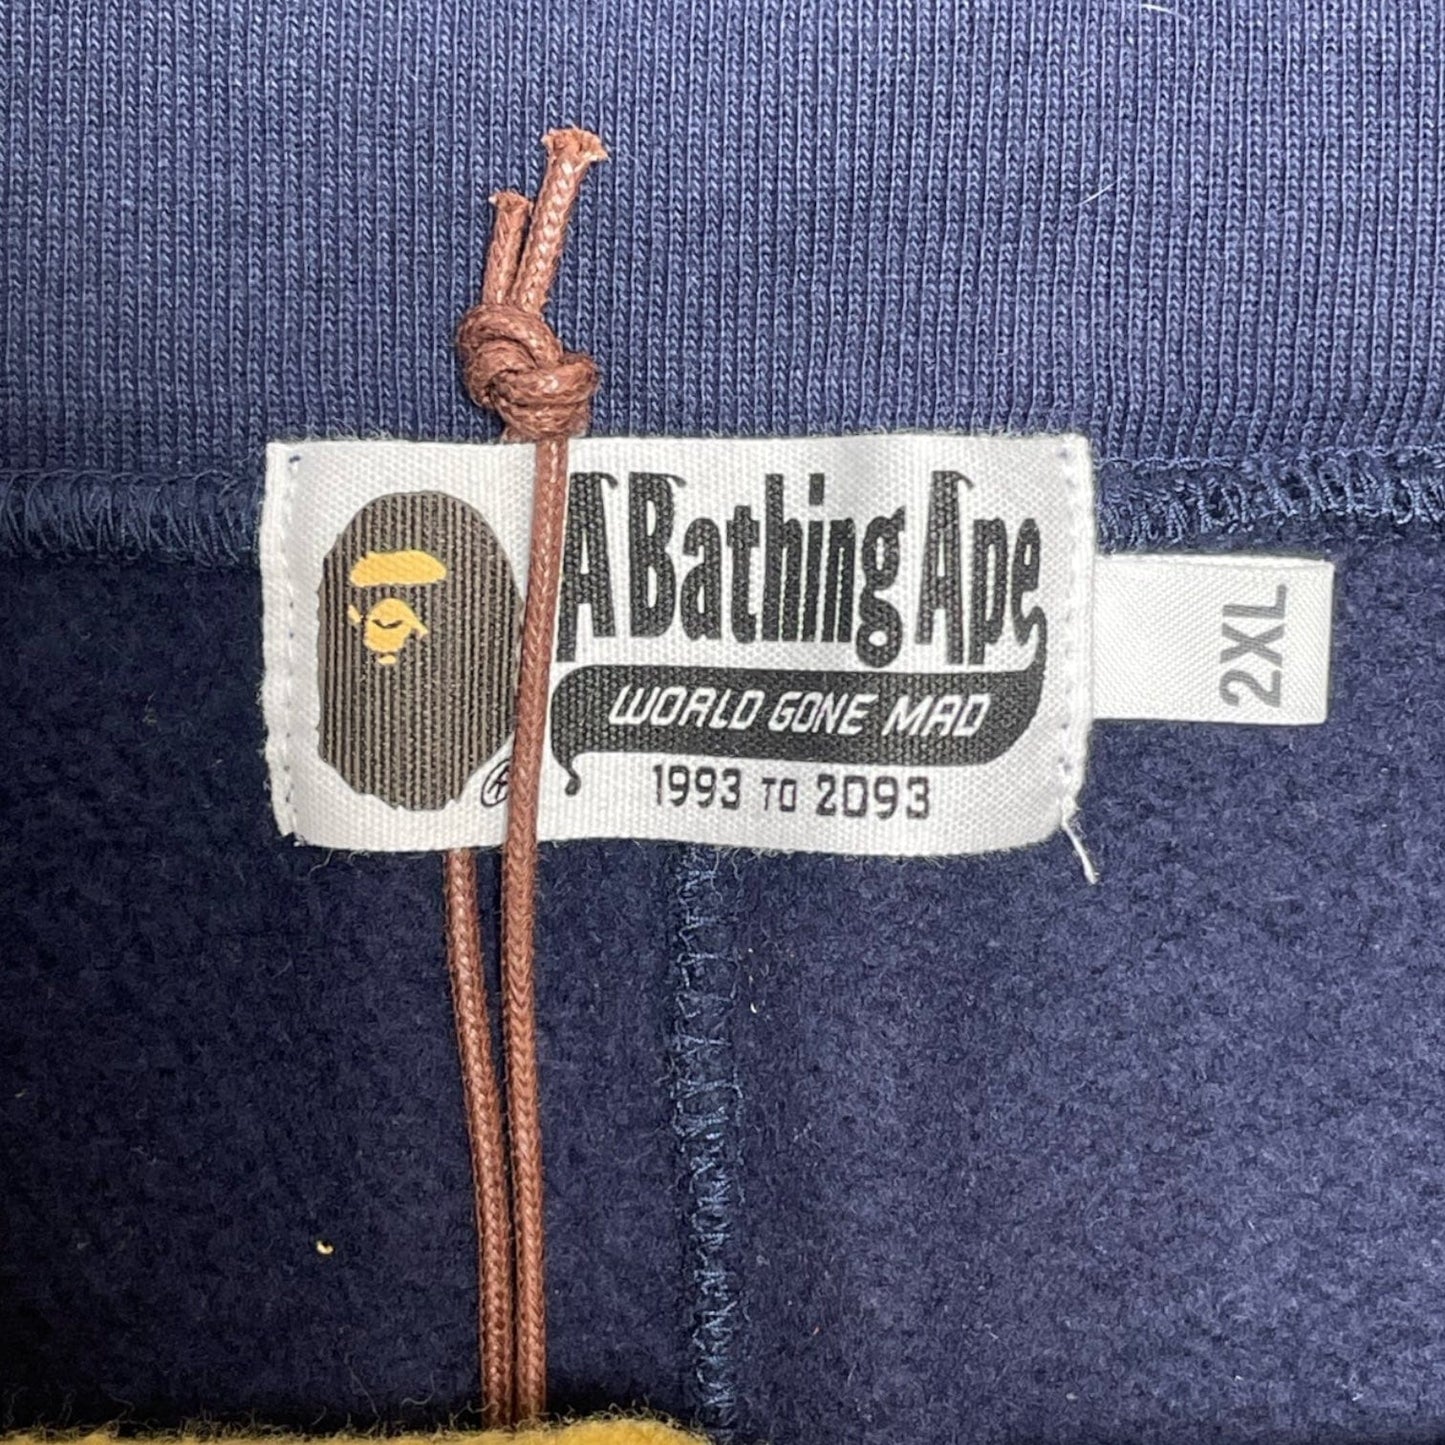 A Bathing Ape
WORLD GONE MAD
1993 TO 2093
®
2XL